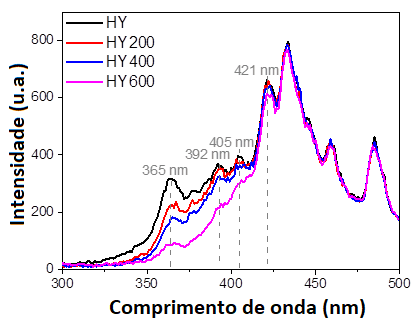 HY
HY200
HY400
HY600
800
600
400
200
0
Intensidade (u.a.)
365 nm
392 nm
405 nm
421 nm
300
350
400
450
500
Comprimento de onda (nm)